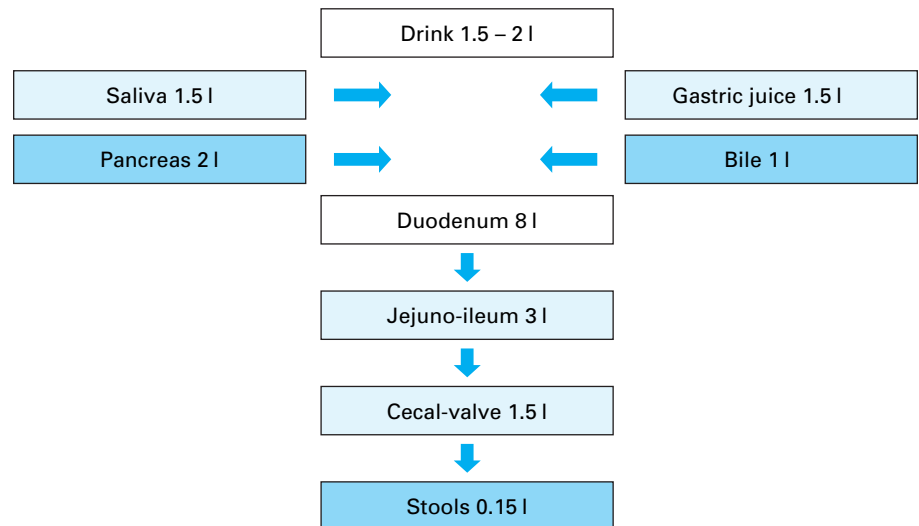 Drink 1.5 – 2 l
Saliva 1.5 l
Gastric juice 1.5 l
Pancreas 2 l
Bile 1 l
Duodenum 8 l
Jejuno-ileum 3 l
Cecal-valve 1.5 l
Stools 0.15 l